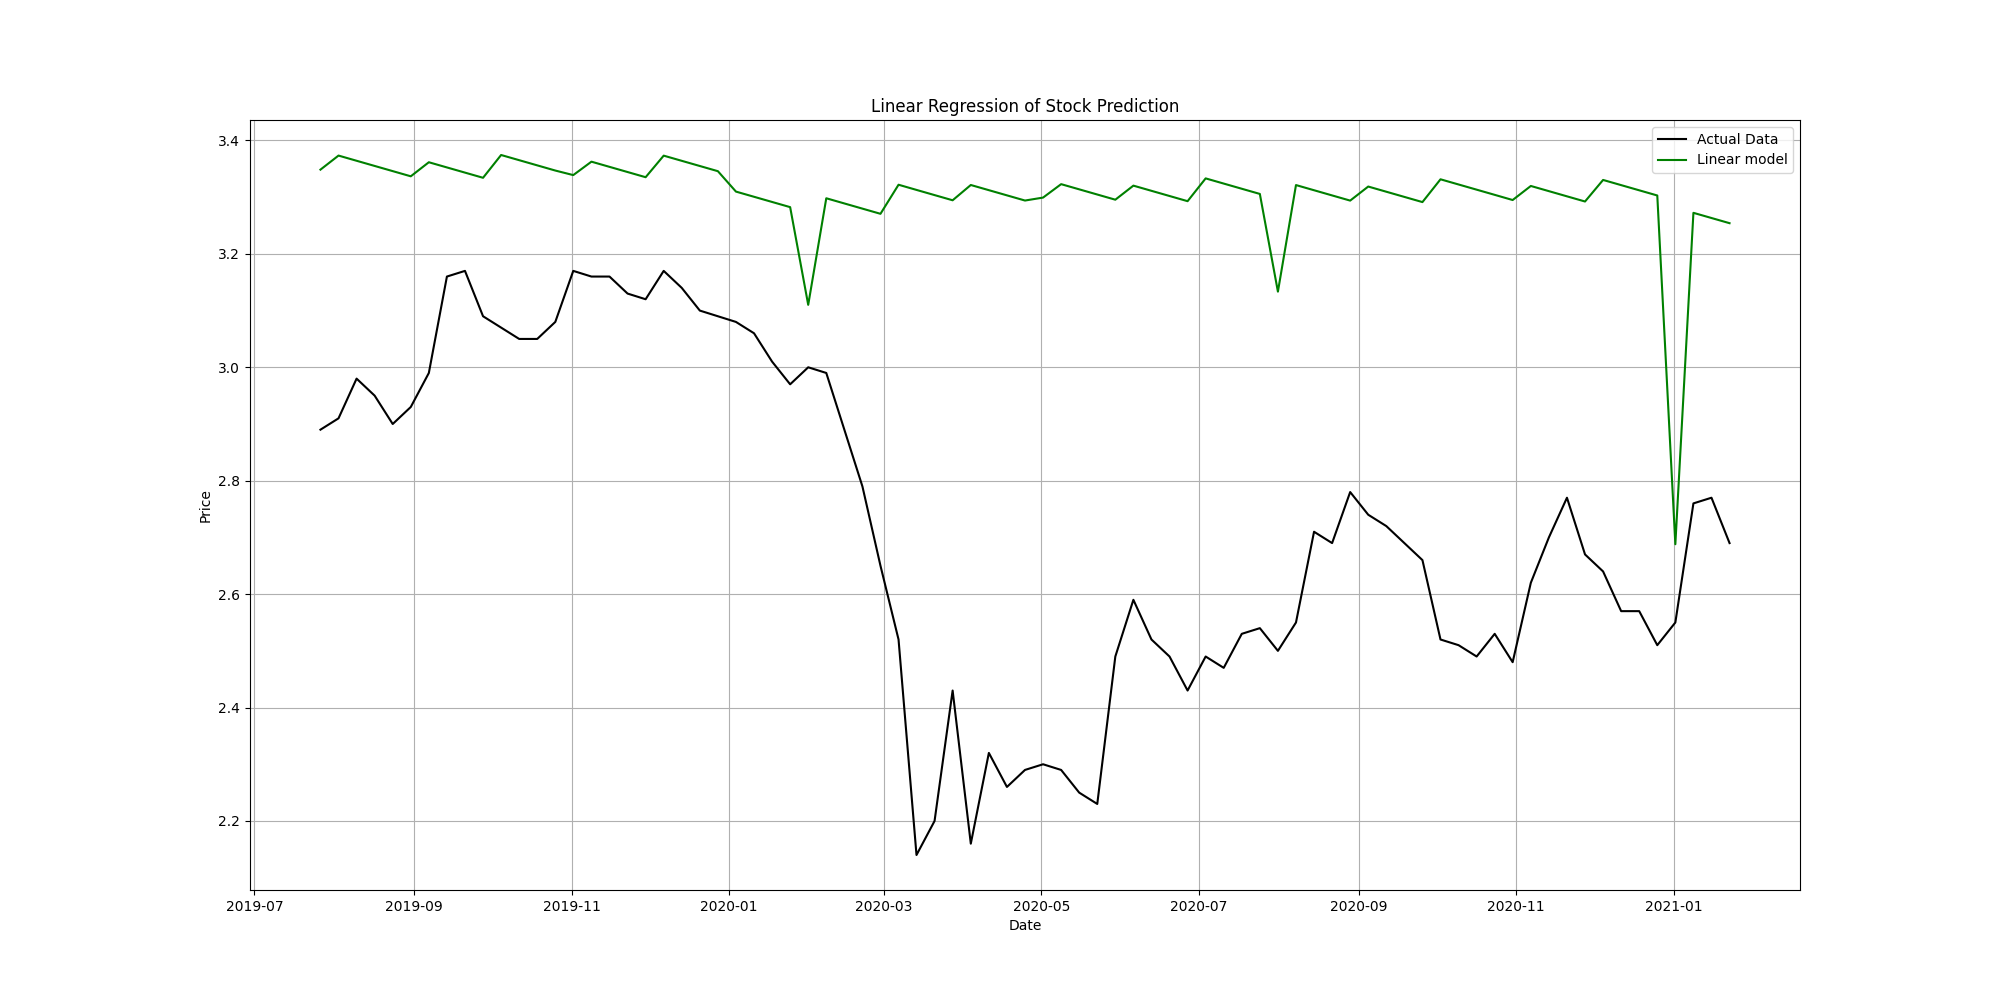 Linear Regression of Stock Prediction
Actual Data
Linear model
3.4
3.2
3.0
2.8
2.6
2.4
2.2
Price
2019-07 2019-09 2019-11 2020-01 2020-03 2020-05 2020-07 2020-09 2020-11 2021-01
Date